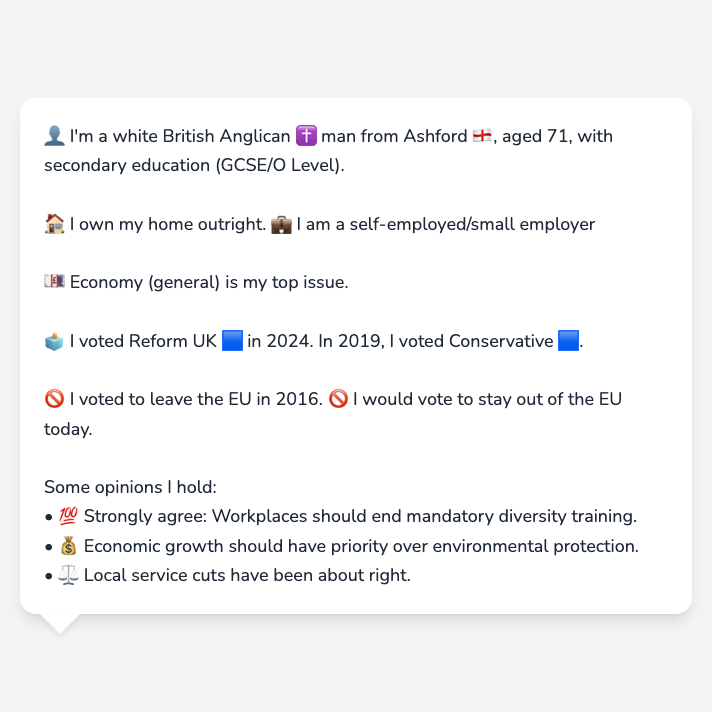 👤 I'm a white British Anglican ✝️ man from Ashford 🏴󠁧󠁢󠁥󠁮󠁧󠁿, aged 71, with
secondary education (GCSE/O Level).
🏠 I own my home outright. 💼 I am a self-employed/small employer
💷 Economy (general) is my top issue.
🗳️ I voted Reform UK 🟦 in 2024. In 2019, I voted Conservative 🟦.
🚫 I voted to leave the EU in 2016. 🚫 I would vote to stay out of the EU
today.
Some opinions I hold:
• 💯 Strongly agree: Workplaces should end mandatory diversity training.
• 💰 Economic growth should have priority over environmental protection.
• ⚖️ Local service cuts have been about right.